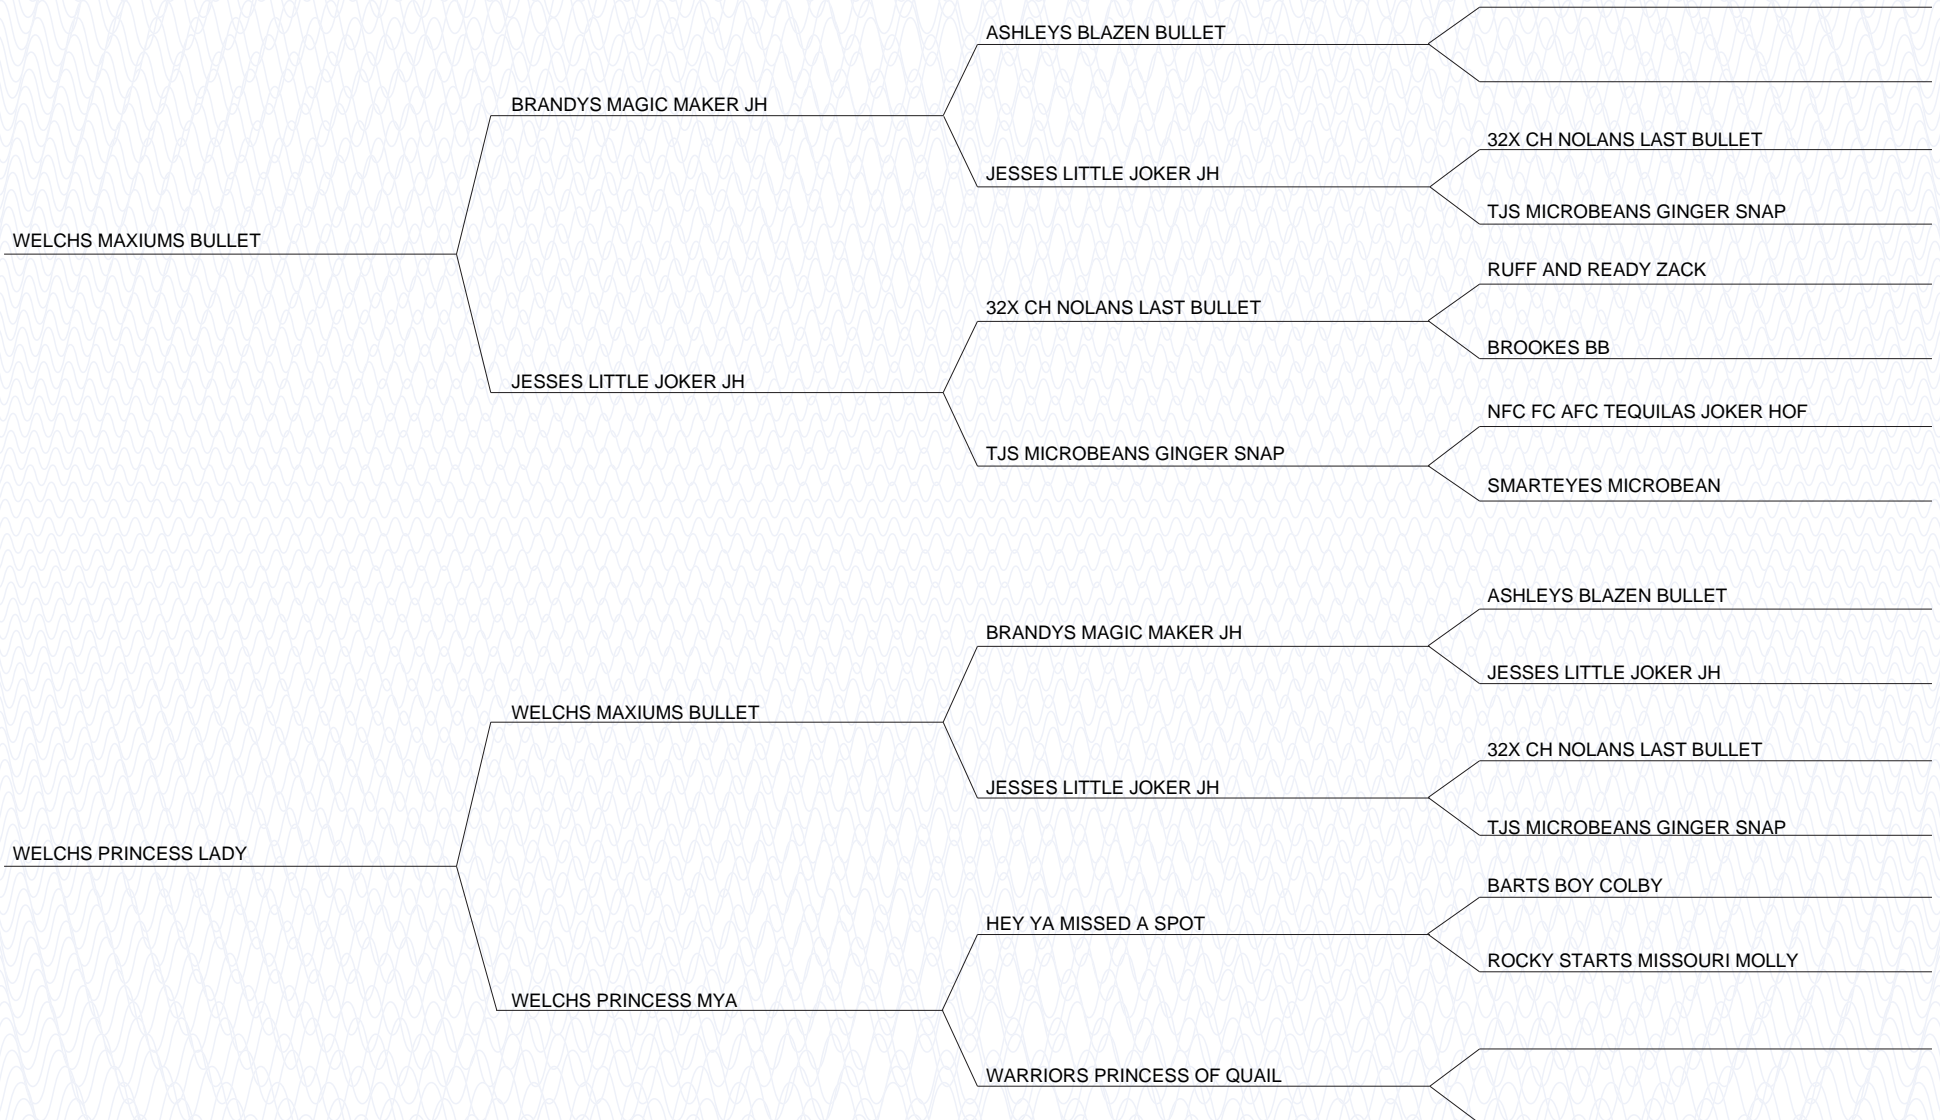 ASHLEYS BLAZEN BULLET
BRANDYS MAGIC MAKER JH
32X CH NOLANS LAST BULLET
JESSES LITTLE JOKER JH
TJS MICROBEANS GINGER SNAP
WELCHS MAXIUMS BULLET
RUFF AND READY ZACK
32X CH NOLANS LAST BULLET
BROOKES BB
JESSES LITTLE JOKER JH
NFC FC AFC TEQUILAS JOKER HOF
TJS MICROBEANS GINGER SNAP
SMARTEYES MICROBEAN
ASHLEYS BLAZEN BULLET
BRANDYS MAGIC MAKER JH
JESSES LITTLE JOKER JH
WELCHS MAXIUMS BULLET
32X CH NOLANS LAST BULLET
JESSES LITTLE JOKER JH
TJS MICROBEANS GINGER SNAP
WELCHS PRINCESS LADY
BARTS BOY COLBY
HEY YA MISSED A SPOT
ROCKY STARTS MISSOURI MOLLY
WELCHS PRINCESS MYA
WARRIORS PRINCESS OF QUAIL